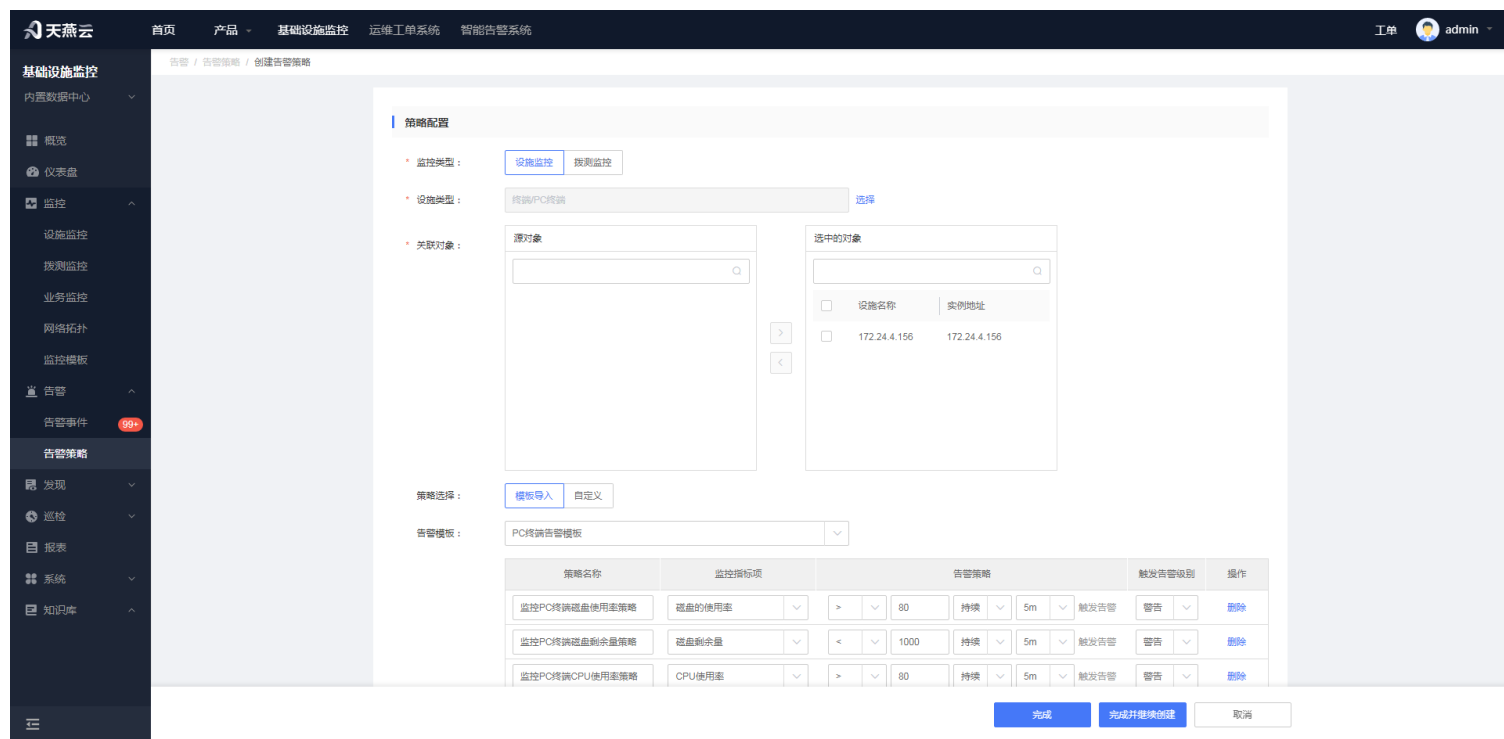 天燕云 首页 产品 基础设施监控 运维工单系统 智能告警系统 工单 admin
基础设施监控
内置数据中心
概览
仪表盘
监控
设施监控
拨测监控
业务监控
网络拓扑
监控模板
告警
告警事件 99+
告警策略
发现
巡检
报表
系统
知识库
告警 / 告警策略 / 创建告警策略
策略配置
* 监控类型： 设施监控 拨测监控
* 设施类型： 终端/PC终端 选择
* 关联对象： 源对象 选中的对象
设施名称 实例地址
172.24.4.156 172.24.4.156
策略选择： 模板导入 自定义
告警模板： PC终端告警模板
策略名称 监控指标项 告警策略 触发告警级别 操作
监控PC终端磁盘使用率策略 磁盘的使用率 > 80 持续 5m 触发告警 警告 删除
监控PC终端磁盘剩余量策略 磁盘剩余量 < 1000 持续 5m 触发告警 警告 删除
监控PC终端CPU使用率策略 CPU使用率 > 80 持续 5m 触发告警 警告 删除
完成 完成并继续创建 取消